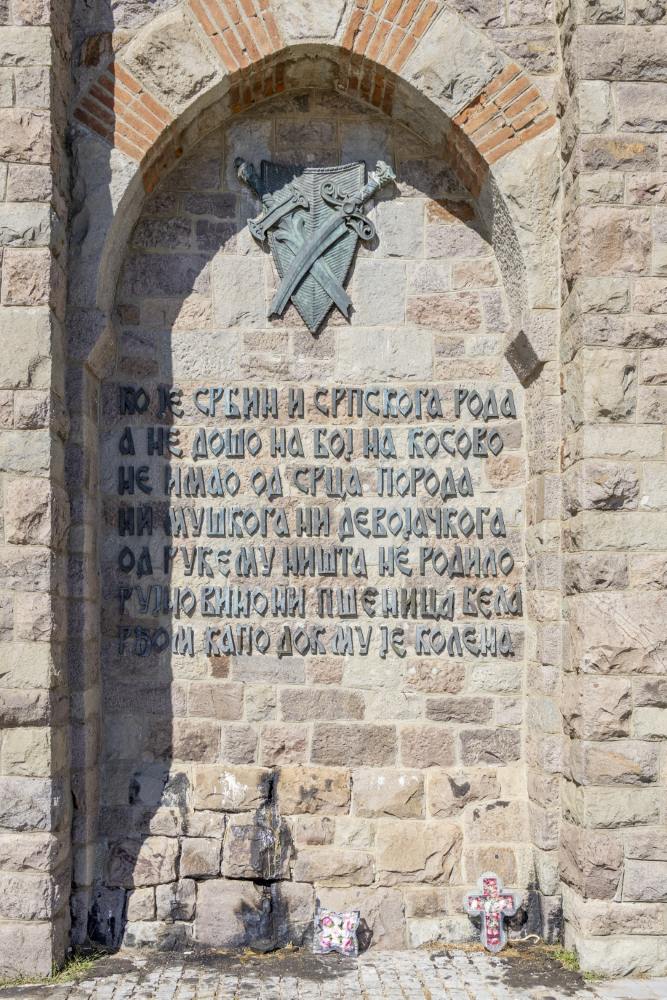 КО ЈЕ СРБИН И СРПСКОГА РОДА
А НЕ ДОШО НА БОЈ НА КОСОВО
НЕ ИМАО ОД СРЦА ПОРОДА
НИ МУШКОГА НИ ДЕВОЈАЧКОГА
ОД РУКЕ МУ НИШТА НЕ РОДИЛО
РУЈНО ВИНО НИ ПШЕНИЦА БЕЛА
РЂОМ КАПО ДОК МУ ЈЕ КОЛЕНА